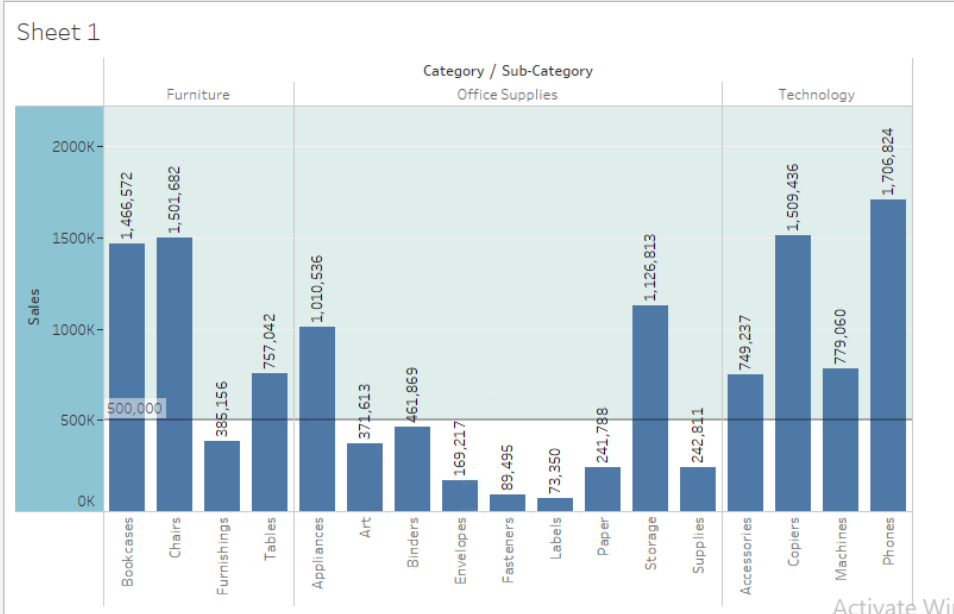 Sheet 1
Category / Sub-Category
Furniture
Office Supplies
Technology
Sales
2000K
1500K
1000K
500K
0K
500,000
1,466,572
1,501,682
385,156
757,042
1,010,536
371,613
461,869
169,217
89,495
73,350
241,788
1,126,813
242,811
749,237
1,509,436
779,060
1,706,824
Bookcases
Chairs
Furnishings
Tables
Appliances
Art
Binders
Envelopes
Fasteners
Labels
Paper
Storage
Supplies
Accessories
Copiers
Machines
Phones
Activate Win